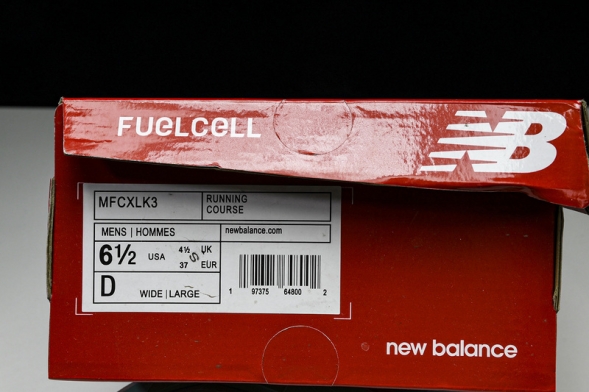 FUELCELL
NB
MFCXLK3
RUNNING
COURSE
MENS | HOMMES
newbalance.com
6½ USA 4½ UK
37 EUR
D WIDE | LARGE
1 97375 64800 2
new balance